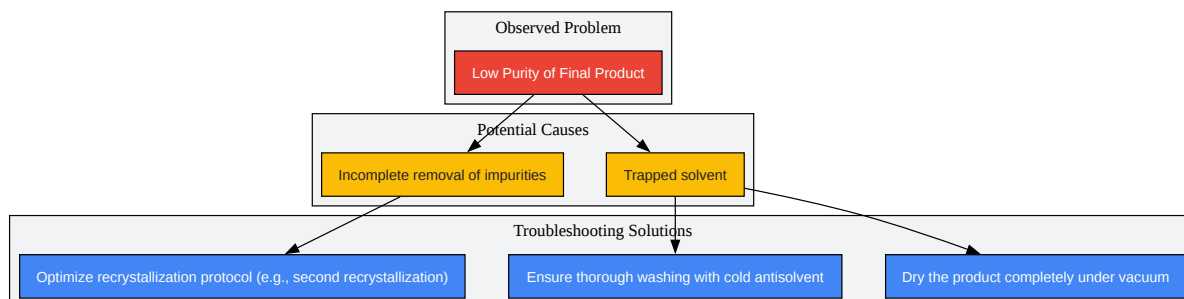 Observed Problem
Low Purity of Final Product
Potential Causes
Incomplete removal of impurities
Trapped solvent
Troubleshooting Solutions
Optimize recrystallization protocol (e.g., second recrystallization)
Ensure thorough washing with cold antisolvent
Dry the product completely under vacuum